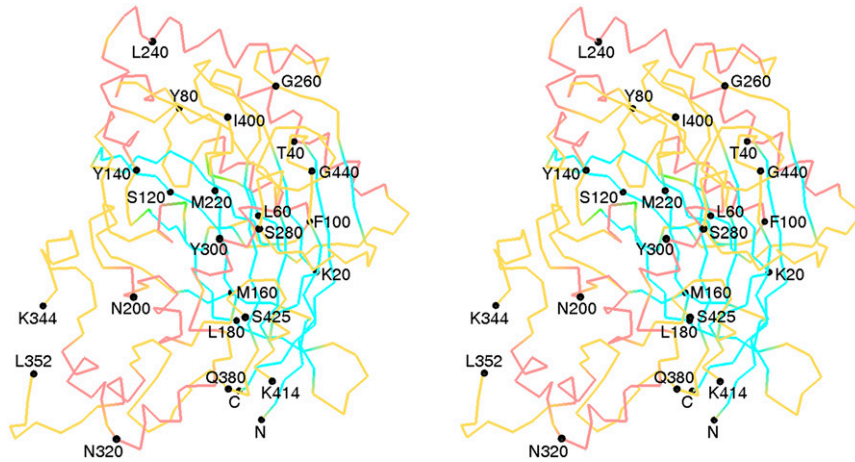 L240
G260
Y80
I400
T40
Y140
G440
S120
M220
L60
F100
S280
Y300
K20
M160
N200
S425
K344
L180
L352
Q380
K414
C
N
N320
L240
G260
Y80
I400
T40
Y140
G440
S120
M220
L60
F100
S280
Y300
K20
M160
N200
S425
K344
L180
L352
Q380
K414
C
N
N320